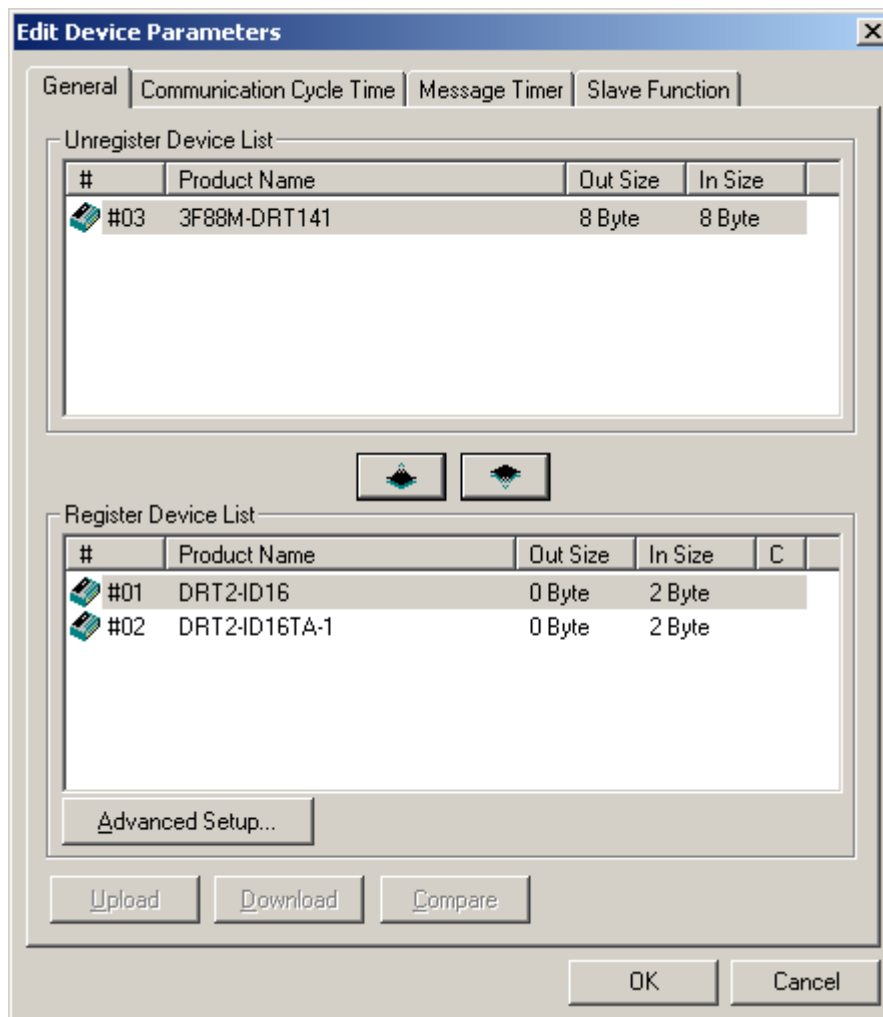 Edit Device Parameters
General Communication Cycle Time Message Timer Slave Function
Unregister Device List
# Product Name Out Size In Size
#03 3F88M-DRT141 8 Byte 8 Byte
Register Device List
# Product Name Out Size In Size C
#01 DRT2-ID16 0 Byte 2 Byte
#02 DRT2-ID16TA-1 0 Byte 2 Byte
Advanced Setup...
Upload Download Compare
OK Cancel